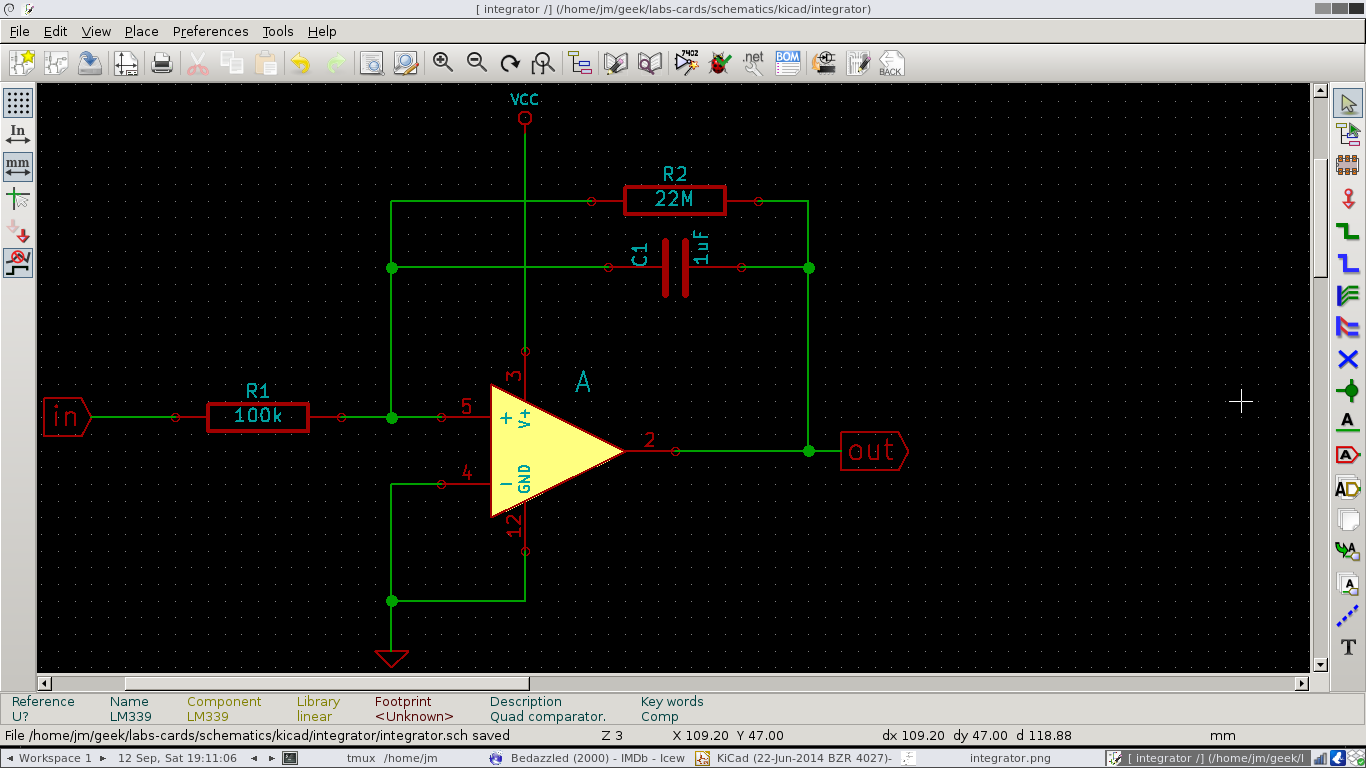 [ integrator /] (/home/jm/geek/labs-cards/schematics/kicad/integrator)
File Edit View Place Preferences Tools Help
7402
.net
BOM
BACK
In
mm
A
A
AD
A
A
T
VCC
R2
22M
C1
1uF
3
A
R1
in
100k
5
+
V+
2
out
4
−
GND
12
Reference Name Component Library Footprint Description Key words
U? LM339 LM339 linear <Unknown> Quad comparator. Comp
File /home/jm/geek/labs-cards/schematics/kicad/integrator/integrator.sch saved Z 3 X 109.20 Y 47.00 dx 109.20 dy 47.00 d 118.88 mm
Workspace 1 12 Sep, Sat 19:11:06 tmux /home/jm Bedazzled (2000) - IMDb - Icew KiCad (22-Jun-2014 BZR 4027)- integrator.png [ integrator /] (/home/jm/geek/l